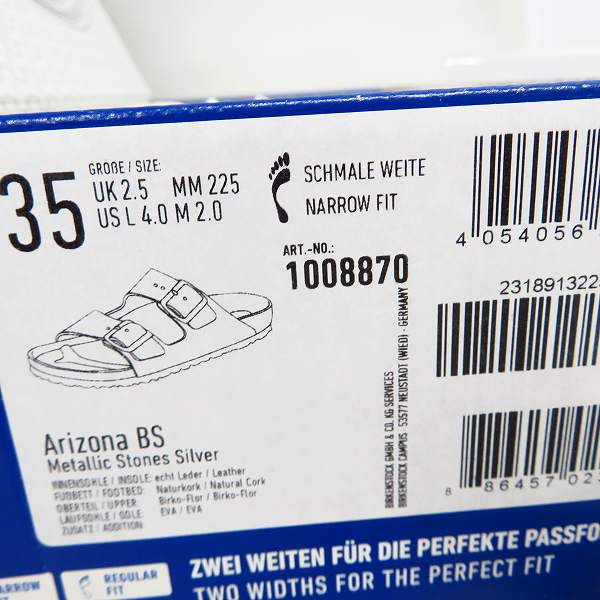 35
GRÖßE / SIZE:
UK 2.5 MM 225
US L 4.0 M 2.0
SCHMALE WEITE
NARROW FIT
ART.-NO.:
1008870
4 054056
231891322
8 86457 02
Arizona BS
Metallic Stones Silver
INNENSOHLE / INSOLE: echt Leder / Leather
FUßBETT / FOOTBED: Naturkork / Natural Cork
OBERTEIL / UPPER: Birko-Flor / Birko-Flor
LAUFSOHLE / SOLE: EVA / EVA
ZUSATZ / ADDITION:
BIRKENSTOCK GMBH & CO. KG SERVICES
BIRKENSTOCK CAMPUS · 53577 NEUSTADT (WIED) · GERMANY
ARROW
REGULAR
FIT
ZWEI WEITEN FÜR DIE PERFEKTE PASSFO
TWO WIDTHS FOR THE PERFECT FIT